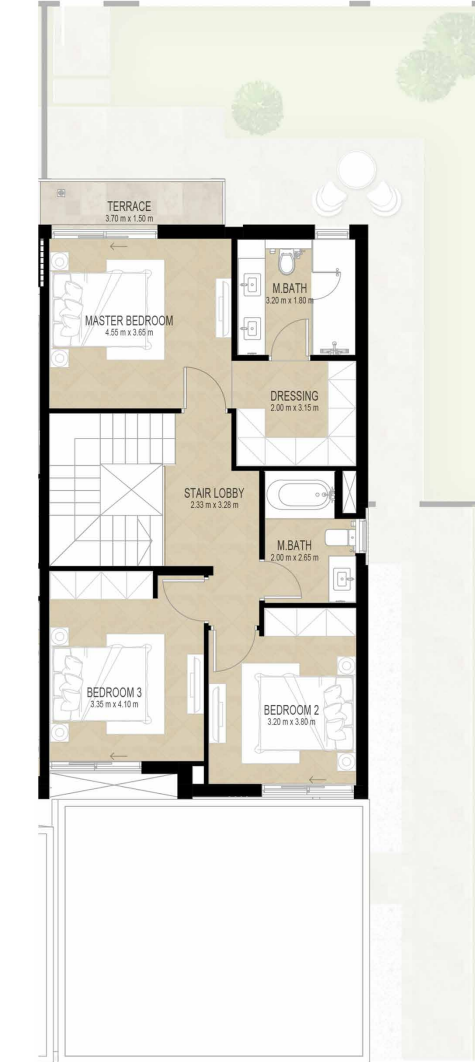 TERRACE
3.70 m x 1.50 m
MASTER BEDROOM
4.55 m x 3.65 m
M.BATH
3.20 m x 1.80 m
DRESSING
2.00 m x 3.15 m
STAIR LOBBY
2.33 m x 3.28 m
M.BATH
2.00 m x 2.65 m
BEDROOM 3
3.35 m x 4.10 m
BEDROOM 2
3.20 m x 3.80 m